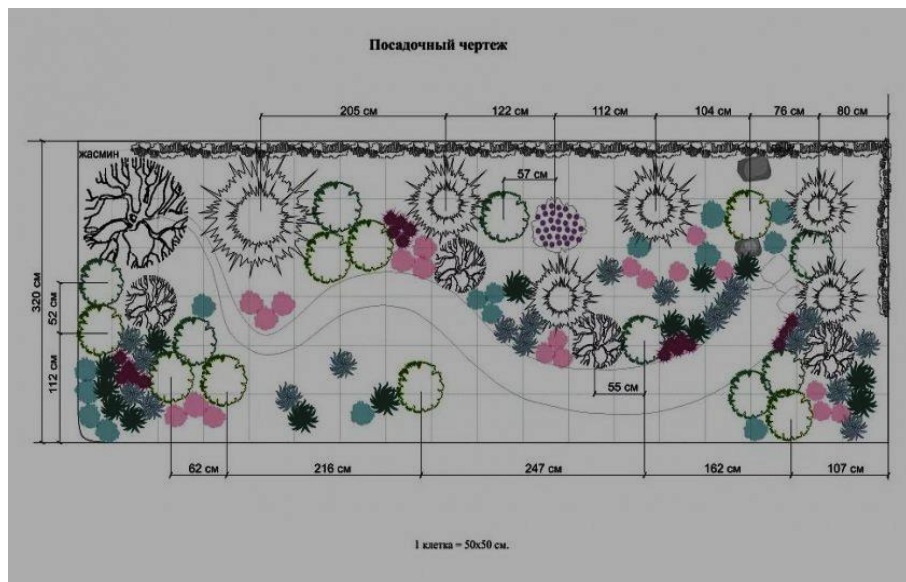 Посадочный чертеж
205 см
122 см
112 см
104 см
76 см
80 см
жасмин
57 см
320 см
52 см
112 см
55 см
62 см
216 см
247 см
162 см
107 см
1 клетка = 50х50 см.